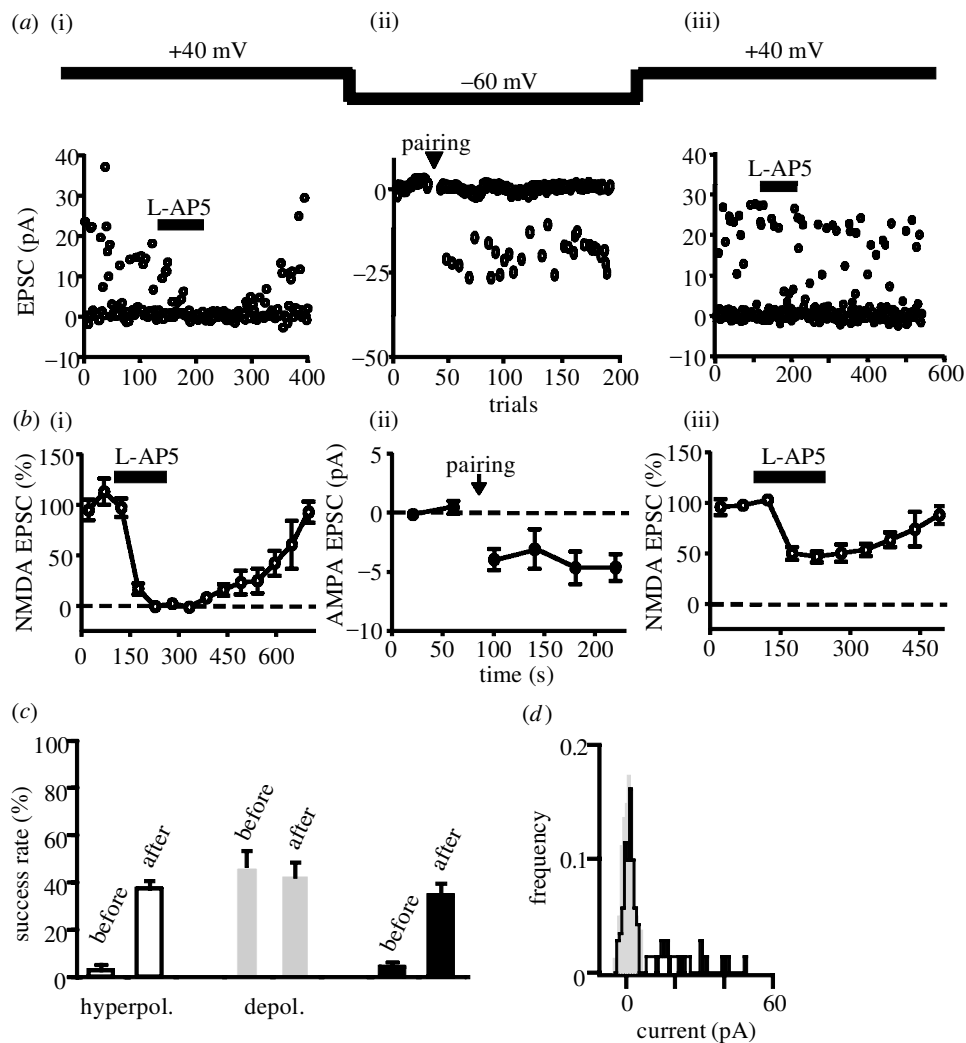 (a) (i) (ii) (iii)
+40 mV –60 mV +40 mV
EPSC (pA)
40
30
20
10
0
–10
L-AP5
0 100 200 300 400
pairing
0
–25
–50
0 50 100 150 200
trials
40
30
20
10
0
–10
L-AP5
0 200 400 600
(b) (i) (ii) (iii)
NMDA EPSC (%)
150
100
50
0
L-AP5
0 150 300 450 600
AMPA EPSC (pA)
5
0
–5
–10
pairing
0 50 100 150 200
time (s)
NMDA EPSC (%)
150
100
50
0
L-AP5
0 150 300 450
(c)
success rate (%)
100
80
60
40
20
0
before after
before after
before after
hyperpol. depol.
(d)
frequency
0.2
0.1
0
0 60
current (pA)